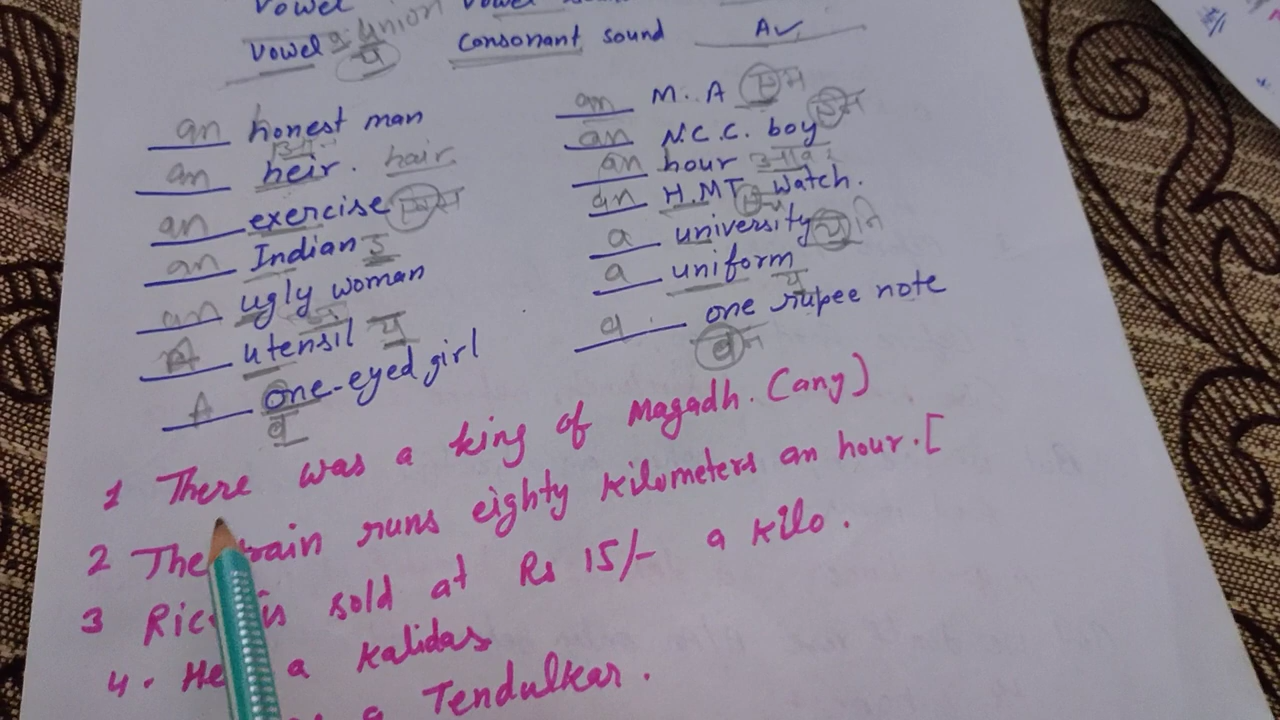 Vowel Vowel
Vowel a union consonant sound A
य
an honest man
an heir. hair
an exercise
an Indian इ
an ugly woman
A utensil य
A one-eyed girl
व
an M.A एम
an N.C.C. boy
an hour
an H.M.T watch.
a university यूनि
a uniform
य
a one rupee note
वन
1 There was a king of Magadh. (any)
2 The train runs eighty kilometers an hour. [
3 Rice is sold at Rs 15/- a kilo.
4. He a Kalidas
a Tendulkar.